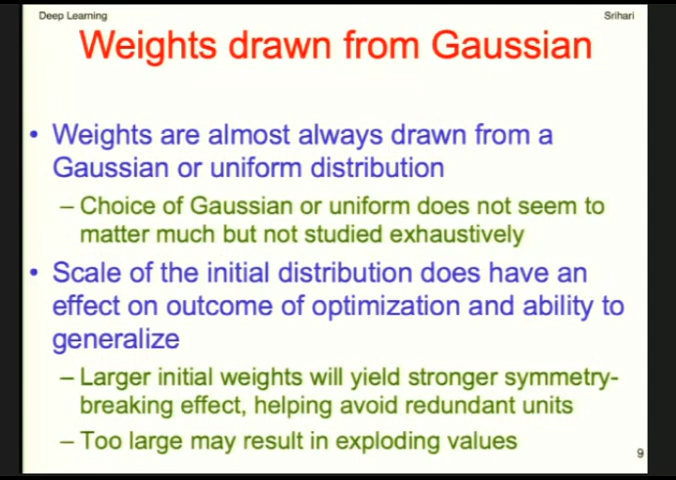 Deep Learning
Srihari
Weights drawn from Gaussian
• Weights are almost always drawn from a
Gaussian or uniform distribution
– Choice of Gaussian or uniform does not seem to
matter much but not studied exhaustively
• Scale of the initial distribution does have an
effect on outcome of optimization and ability to
generalize
– Larger initial weights will yield stronger symmetry-
breaking effect, helping avoid redundant units
– Too large may result in exploding values
9